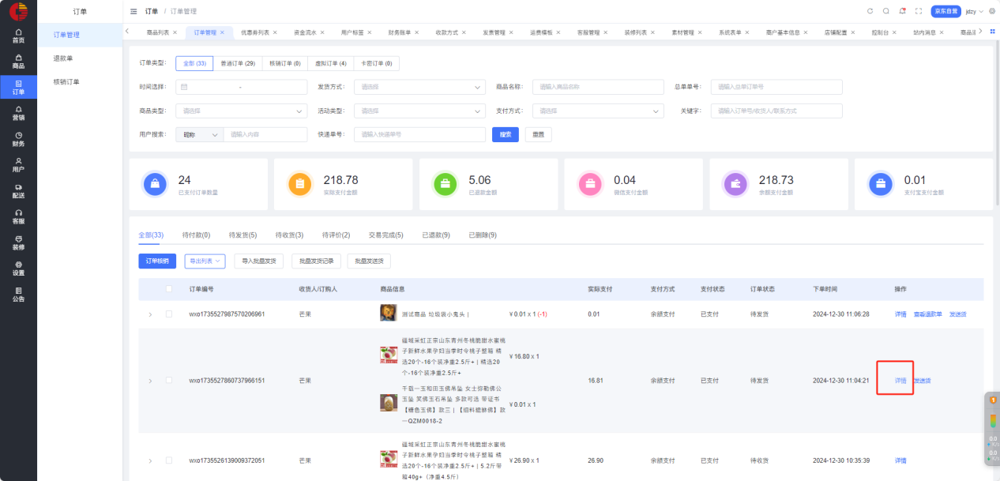 订单
订单 / 订单管理
京东自营 jdzy
首页
商品
订单
营销
财务
用户
配送
客服
装修
设置
公告
订单管理
退款单
核销订单
商品列表 × 订单管理 × 优惠券列表 × 资金流水 × 用户标签 × 财务账单 × 收款方式 × 发票管理 × 运费模板 × 客服管理 × 装修列表 × 素材管理 × 系统表单 × 商户基本信息 × 店铺配置 × 控制台 × 站内消息 × 商品
订单类型: 全部 (33) 普通订单 (29) 核销订单 (0) 虚拟订单 (4) 卡密订单 (0)
时间选择: - 发货方式: 请选择 商品名称: 请输入商品名称 总单单号: 请输入总单订单号
商品类型: 请选择 活动类型: 请选择 支付方式: 请选择 关键字: 请输入订单号/收货人/联系方式
用户搜索: 昵称 请输入内容 快递单号: 请输入快递单号 搜索 重置
24
已支付订单数量
218.78
实际支付金额
5.06
已退款金额
0.04
微信支付金额
218.73
余额支付金额
0.01
支付宝支付金额
全部(33) 待付款(0) 待发货(5) 待收货(3) 待评价(2) 交易完成(5) 已退款(9) 已删除(9)
订单核销 导出列表 导入批量发货 批量发货记录 批量发送货
订单编号 收货人/订购人 商品信息 实际支付 支付方式 支付状态 订单状态 下单时间 操作
wxo1735527987570206961 芒果 测试商品 垃圾袋小鬼头 | ¥ 0.01 x 1 (-1) 0.01 余额支付 已支付 待发货 2024-12-30 11:06:28 详情 查看退款单 发送货
wxo1735527860737966151 芒果 16.81 余额支付 已支付 待发货 2024-12-30 11:04:21 详情 发送货
疆域采虹正宗山东青州冬桃脆甜水蜜桃
子新鲜水果孕妇当季时令桃子整箱 精
选20个-16个装净重2.5斤+ | 精选20
个-16个装净重2.5斤+
¥ 16.80 x 1
千载一玉和田玉佛吊坠 女士弥勒佛公
玉坠 笑佛玉石吊坠 多款可选 带证书
一QZM0018-2
¥ 0.01 x 1
wxo1735526139009372051 芒果 26.90 余额支付 已支付 待收货 2024-12-30 10:35:39 详情
疆域采虹正宗山东青州冬桃脆甜水蜜桃
子新鲜水果孕妇当季时令桃子整箱 精
选20个-16个装净重2.5斤+ | 5.2斤带
箱40g+（净重4.5斤）
¥ 26.90 x 1
0.0
0.0